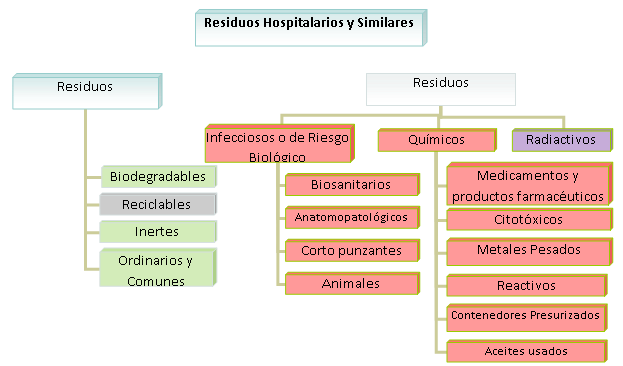 Residuos Hospitalarios y Similares
Residuos
Biodegradables
Reciclables
Inertes
Ordinarios y
Comunes
Residuos
Infecciosos o de Riesgo
Biológico
Biosanitarios
Anatomopatológicos
Corto punzantes
Animales
Químicos
Medicamentos y
productos farmacéuticos
Citotóxicos
Metales Pesados
Reactivos
Contenedores Presurizados
Aceites usados
Radiactivos